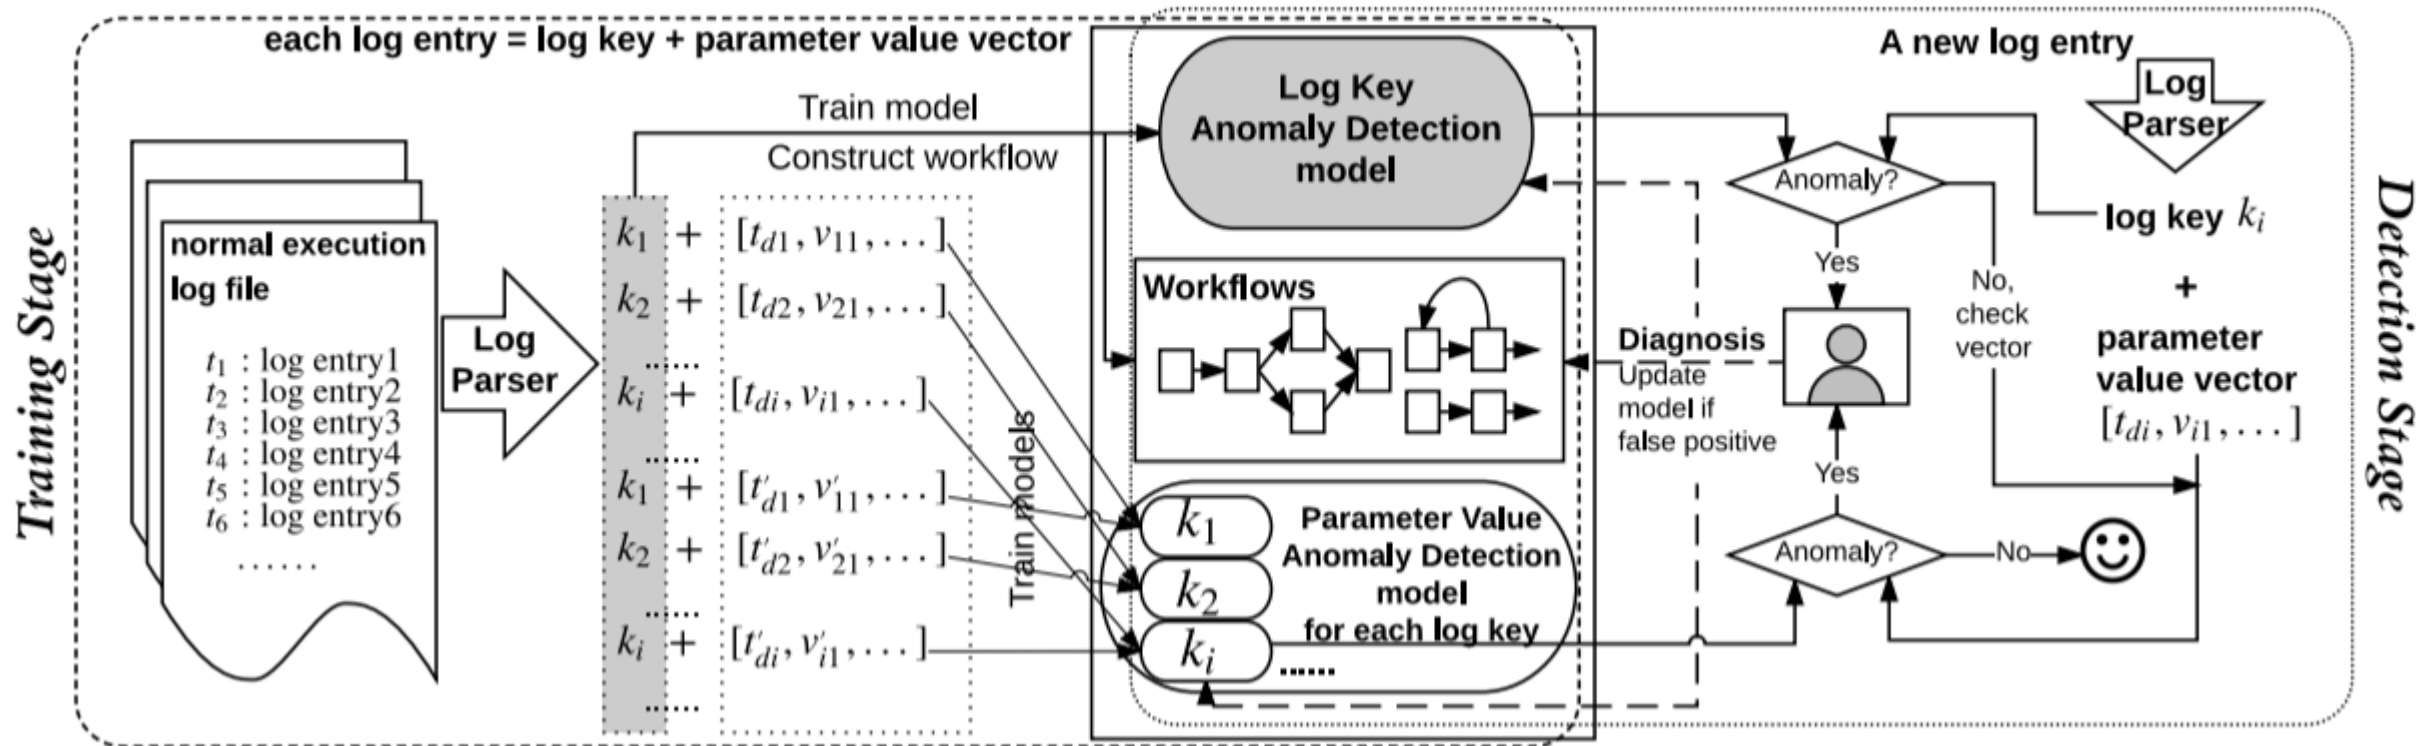 Training Stage
each log entry = log key + parameter value vector
normal execution
log file
t1 : log entry1
t2 : log entry2
t3 : log entry3
t4 : log entry4
t5 : log entry5
t6 : log entry6
......
Log
Parser
Train model
Construct workflow
k1 + [td1, v11, ...]
k2 + [td2, v21, ...]
......
ki + [tdi, vi1, ...]
......
k1 + [t'd1, v'11, ...]
k2 + [t'd2, v'21, ...]
......
ki + [t'di, v'i1, ...]
......
Train models
Log Key
Anomaly Detection
model
Workflows
k1
k2
ki
Parameter Value
Anomaly Detection
model
for each log key
......
Diagnosis
Update
model if
false positive
Anomaly?
Yes
No,
check
vector
Yes
Anomaly?
No
A new log entry
Log
Parser
log key ki
+
parameter
value vector
[tdi, vi1, ...]
Detection Stage